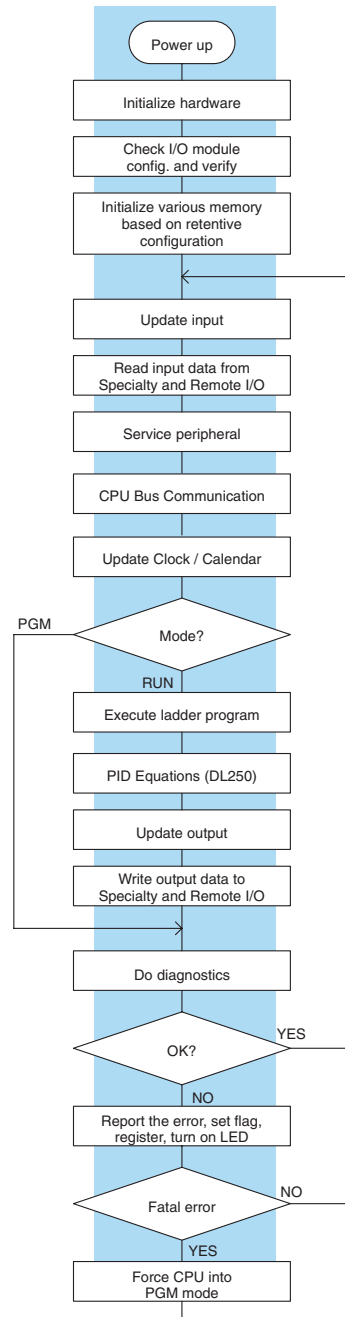 Power up
Initialize hardware
Check I/O module
config. and verify
Initialize various memory
based on retentive
configuration
Update input
Read input data from
Specialty and Remote I/O
Service peripheral
CPU Bus Communication
Update Clock / Calendar
PGM
Mode?
RUN
Execute ladder program
PID Equations (DL250)
Update output
Write output data to
Specialty and Remote I/O
Do diagnostics
YES
OK?
NO
Report the error, set flag,
register, turn on LED
NO
Fatal error
YES
Force CPU into
PGM mode